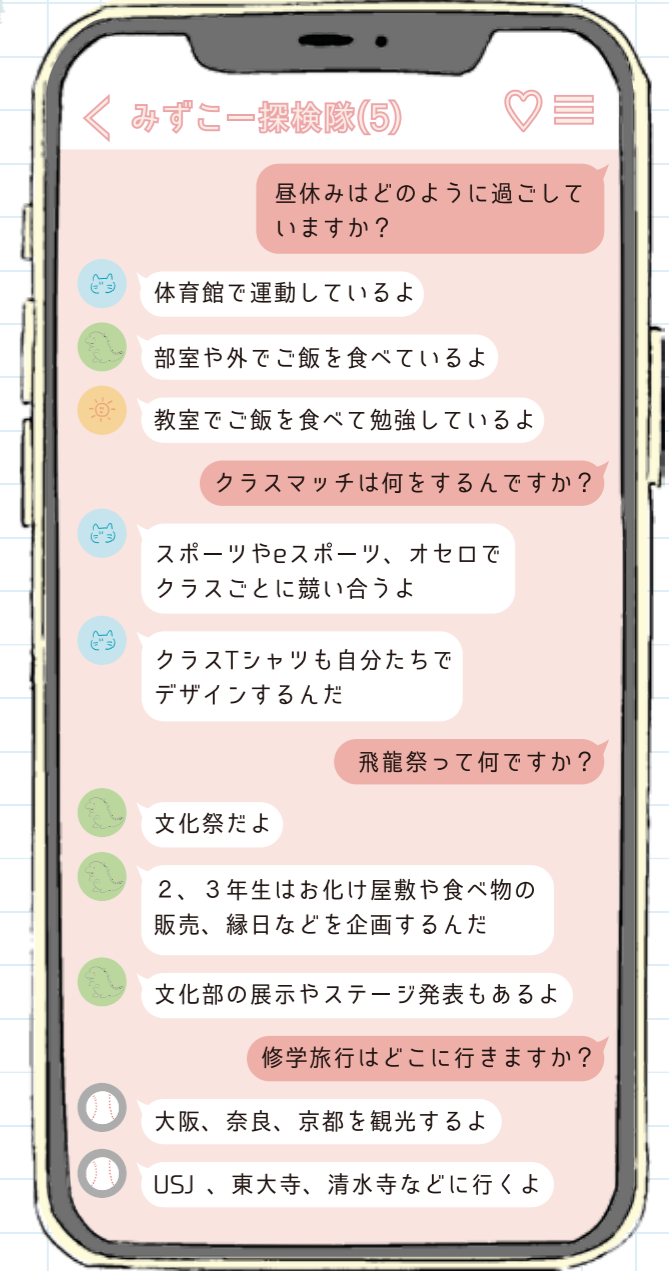 みずこー探検隊(5)
昼休みはどのように過ごして
いますか？
体育館で運動しているよ
部室や外でご飯を食べているよ
教室でご飯を食べて勉強しているよ
クラスマッチは何をするんですか？
スポーツやeスポーツ、オセロで
クラスごとに競い合うよ
クラスTシャツも自分たちで
デザインするんだ
飛龍祭って何ですか？
文化祭だよ
２、３年生はお化け屋敷や食べ物の
販売、縁日などを企画するんだ
文化部の展示やステージ発表もあるよ
修学旅行はどこに行きますか？
大阪、奈良、京都を観光するよ
USJ 、東大寺、清水寺などに行くよ